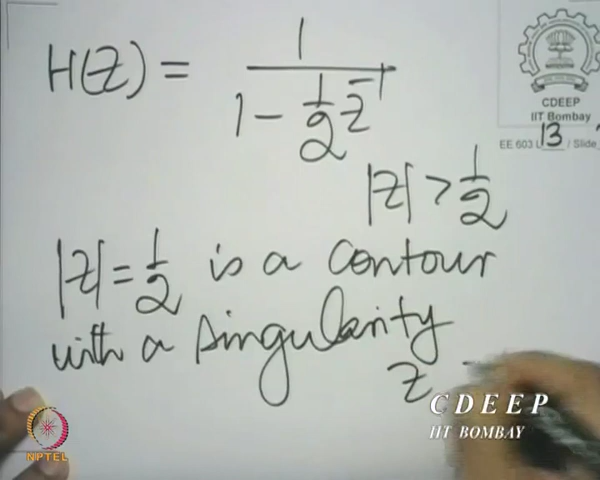 H(z) = 1 / (1 - 1/2 z^-1)
|z| > 1/2
|z| = 1/2 is a contour
with a singularity
z
CDEEP
IIT Bombay
EE 603 L 13 / Slide
CDEEP
IIT BOMBAY
NPTEL